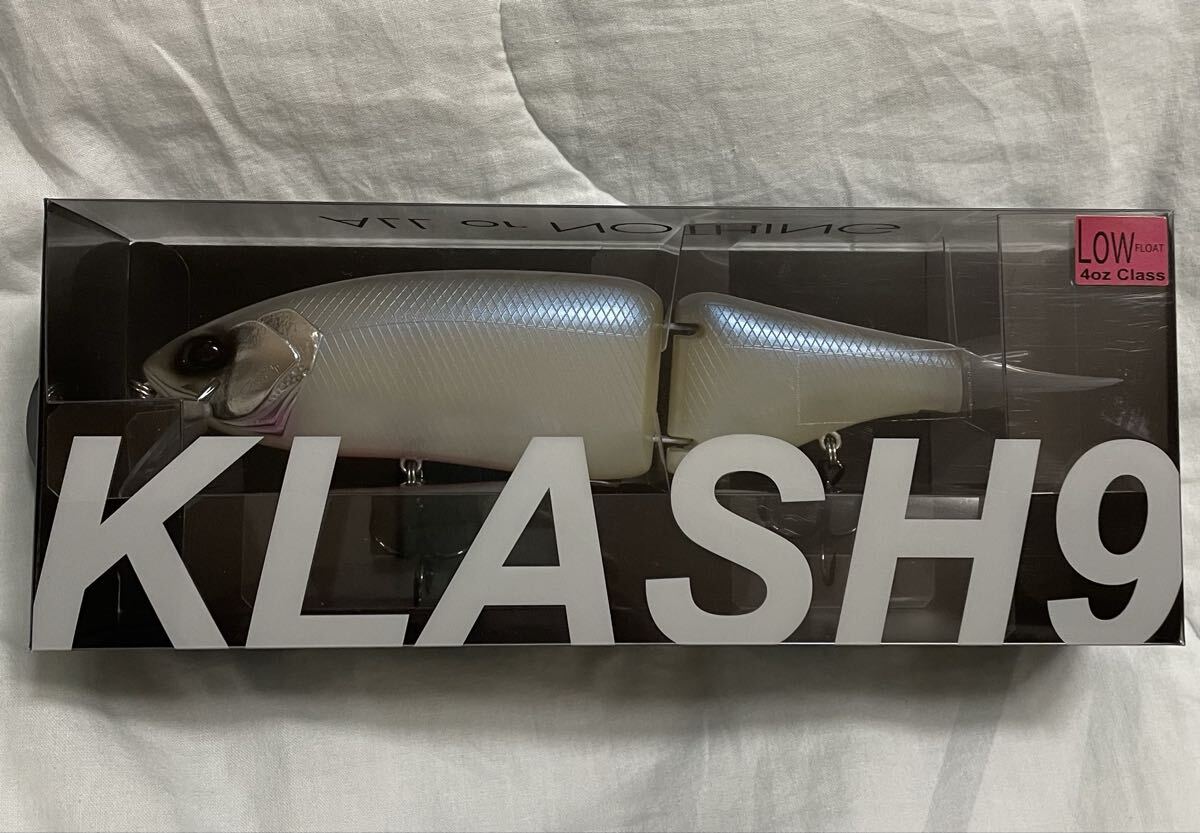 ALL or NOTHING
LOW FLOAT
4oz Class
KLASH9